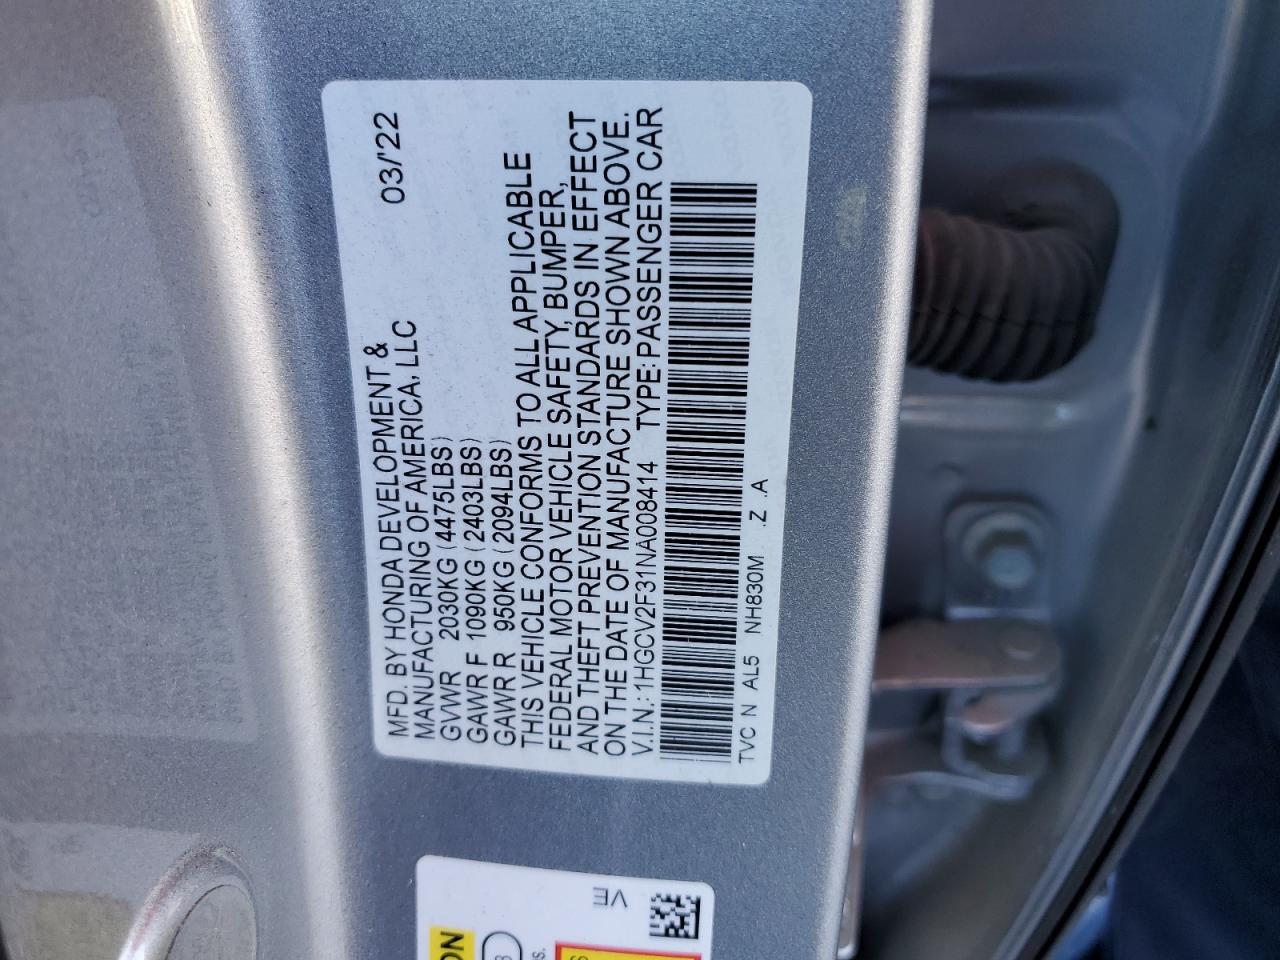 MFD. BY HONDA DEVELOPMENT & 03/'22
MANUFACTURING OF AMERICA, LLC
GVWR 2030KG (4475LBS)
GAWR F 1090KG (2403LBS)
GAWR R 950KG (2094LBS)
THIS VEHICLE CONFORMS TO ALL APPLICABLE
FEDERAL MOTOR VEHICLE SAFETY, BUMPER,
AND THEFT PREVENTION STANDARDS IN EFFECT
ON THE DATE OF MANUFACTURE SHOWN ABOVE.
V.I.N.: 1HGCV2F31NA008414 TYPE: PASSENGER CAR
TVC N AL5 NH830M .Z .A
VE